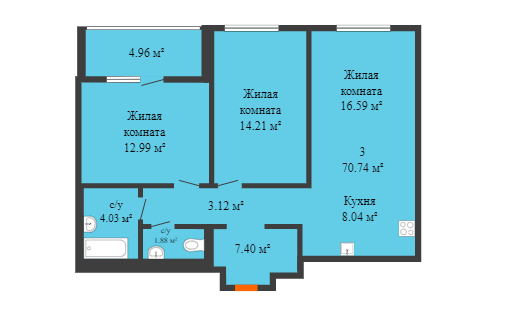 4.96 м²
Жилая
комната
12.99 м²
Жилая
комната
14.21 м²
Жилая
комната
16.59 м²
3
70.74 м²
Кухня
8.04 м²
с/у
4.03 м²
3.12 м²
с/у
1.88 м²
7.40 м²